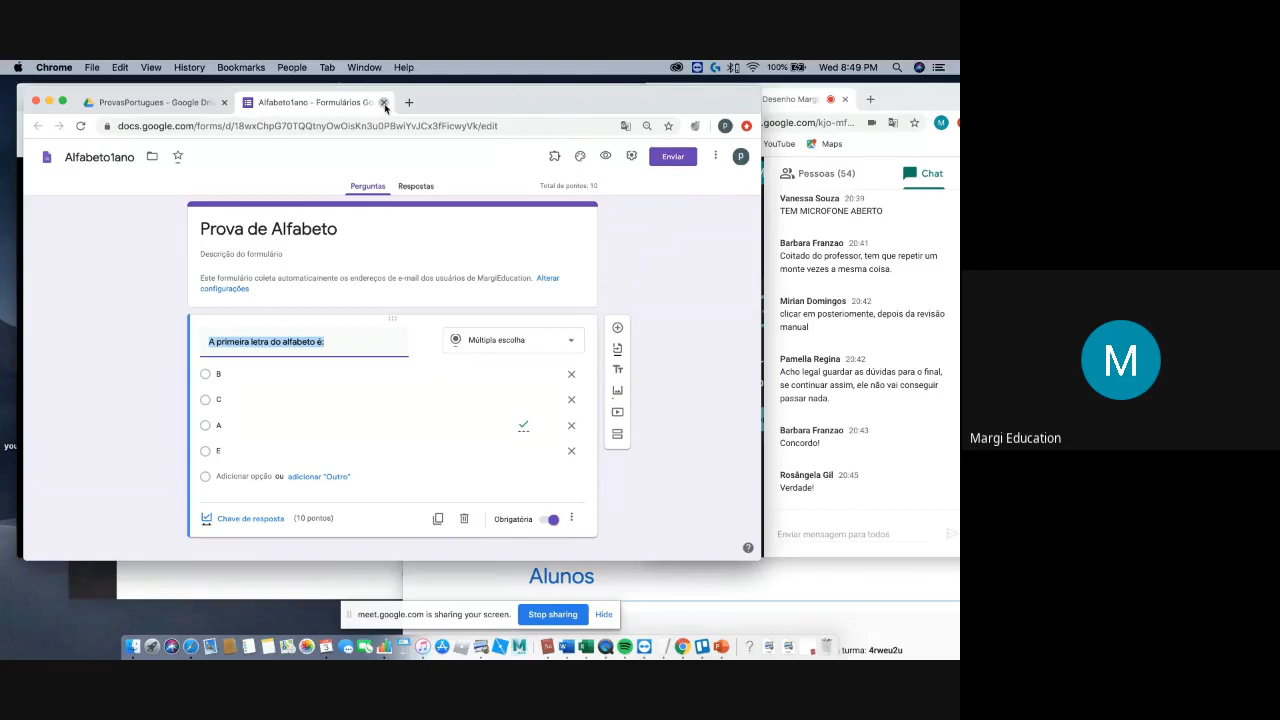 Chrome File Edit View History Bookmarks People Tab Window Help 100% Wed 8:49 PM
ProvasPortugues - Google Dri
Alfabeto1ano - Formulários Go
Desenho Margi
docs.google.com/forms/d/18wxChpG70TQQtnyOwOisKn3u0PBwiYvJCx3fFicwyVk/edit
.google.com/kjo-mf...
YouTube Maps
Alfabeto1ano
Enviar
Perguntas Respostas
Total de pontos: 10
Prova de Alfabeto
Descrição do formulário
Este formulário coleta automaticamente os endereços de e-mail dos usuários de MargiEducation. Alterar
configurações
A primeira letra do alfabeto é:
Múltipla escolha
B
C
A
E
Adicionar opção ou adicionar "Outro"
Chave de resposta (10 pontos)
Obrigatória
Pessoas (54) Chat
Vanessa Souza 20:39
TEM MICROFONE ABERTO
Barbara Franzao 20:41
Coitado do professor, tem que repetir um
monte vezes a mesma coisa.
Mirian Domingos 20:42
clicar em posteriormente, depois da revisão
manual
Pamella Regina 20:42
Acho legal guardar as dúvidas para o final,
se continuar assim, ele não vai conseguir
passar nada.
Barbara Franzao 20:43
Concordo!
Rosângela Gil 20:45
Verdade!
Enviar mensagem para todos
you
Alunos
meet.google.com is sharing your screen. Stop sharing Hide
turma: 4rweu2u
M
Margi Education